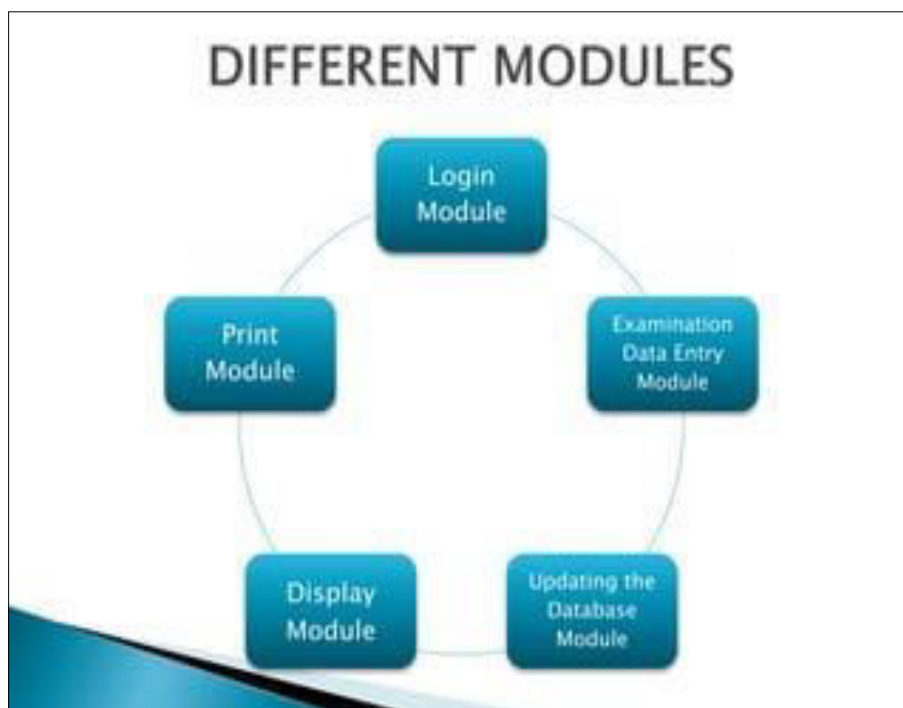 DIFFERENT MODULES
Login
Module
Examination
Data Entry
Module
Updating the
Database
Module
Display
Module
Print
Module